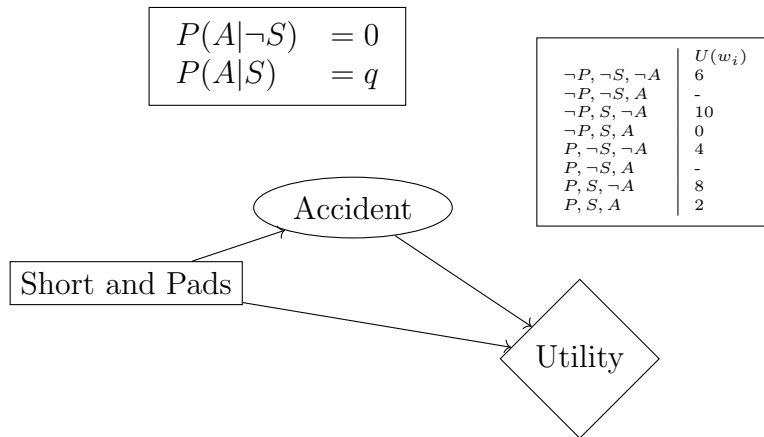 P(A|¬S) = 0
P(A|S) = q
U(w_i)
¬P, ¬S, ¬A 6
¬P, ¬S, A -
¬P, S, ¬A 10
¬P, S, A 0
P, ¬S, ¬A 4
P, ¬S, A -
P, S, ¬A 8
P, S, A 2
Accident
Short and Pads
Utility